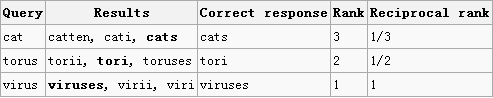 Query Results Correct response Rank Reciprocal rank
cat catten, cati, cats cats 3 1/3
torus torii, tori, toruses tori 2 1/2
virus viruses, virii, viri viruses 1 1